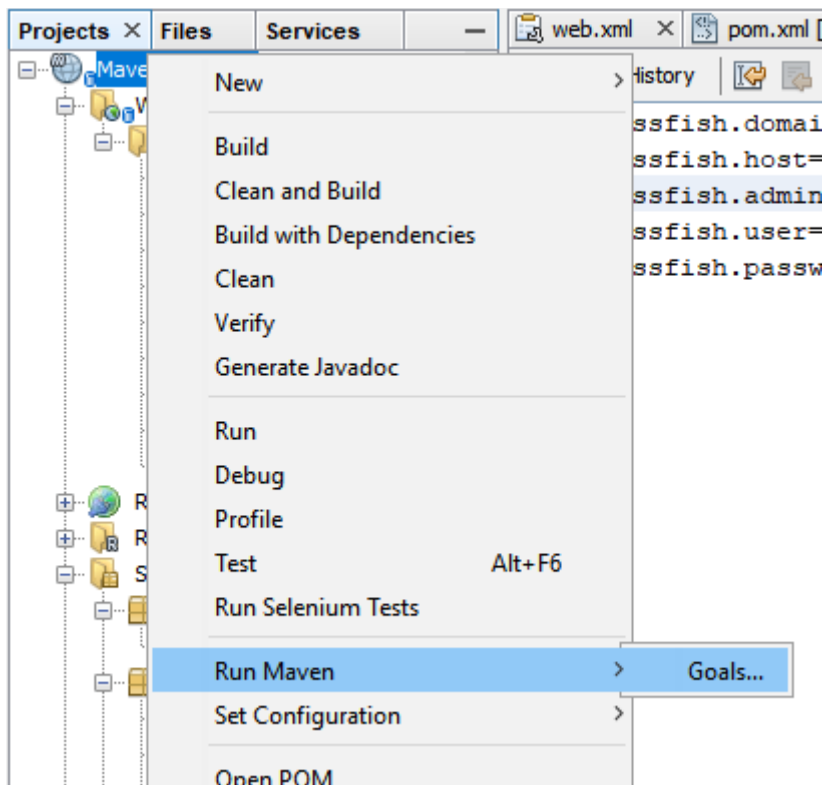 Projects Files Services web.xml pom.xml [
Mave
History
New
W
ssfish.domai
Build
ssfish.host=
Clean and Build
ssfish.admin
Build with Dependencies
ssfish.user=
Clean
ssfish.passw
Verify
Generate Javadoc
Run
Debug
R
Profile
R
Test Alt+F6
S
Run Selenium Tests
Run Maven Goals...
Set Configuration
Open POM